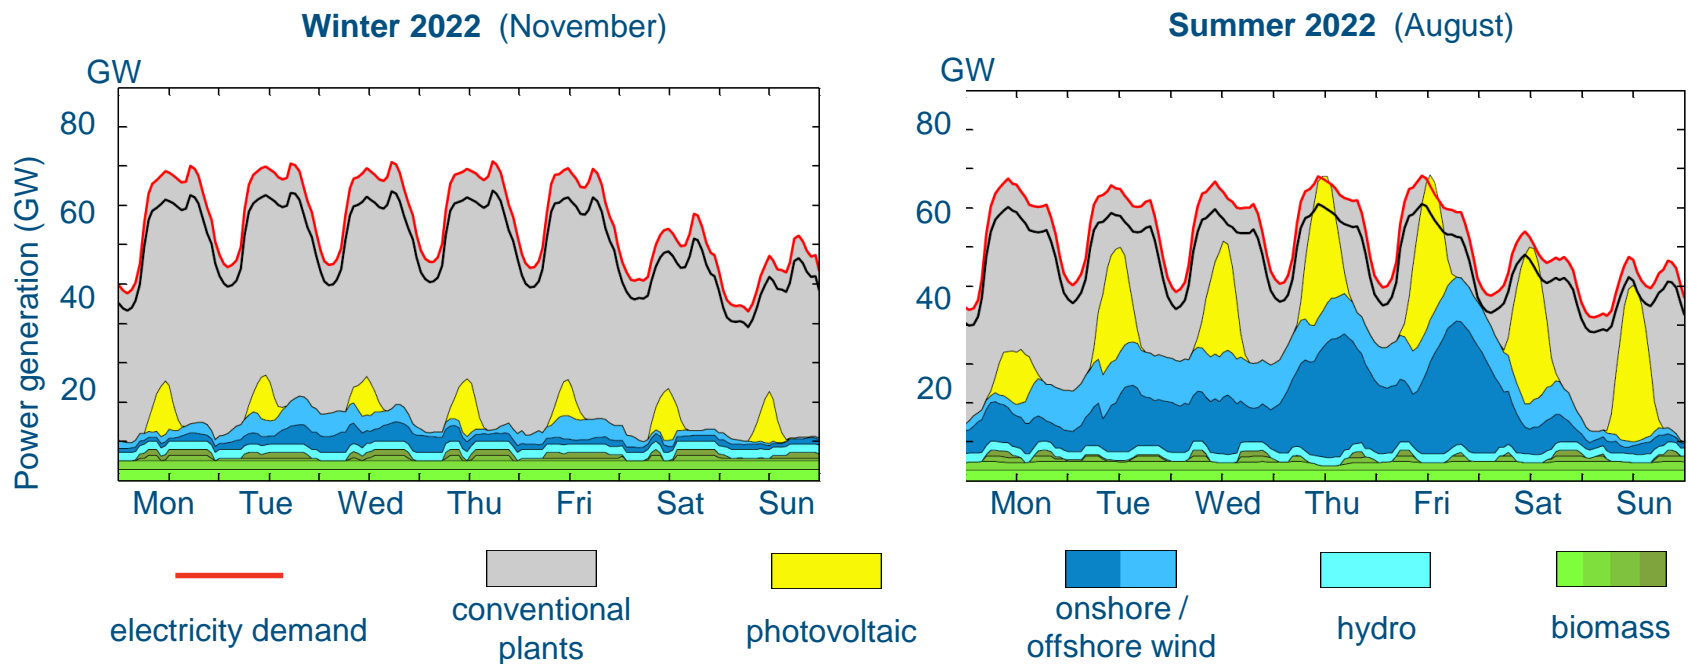 Winter 2022 (November)
GW
80
60
40
20
Power generation (GW)
Mon Tue Wed Thu Fri Sat Sun
Summer 2022 (August)
GW
80
60
40
20
Mon Tue Wed Thu Fri Sat Sun
electricity demand
conventional
plants
photovoltaic
onshore /
offshore wind
hydro
biomass